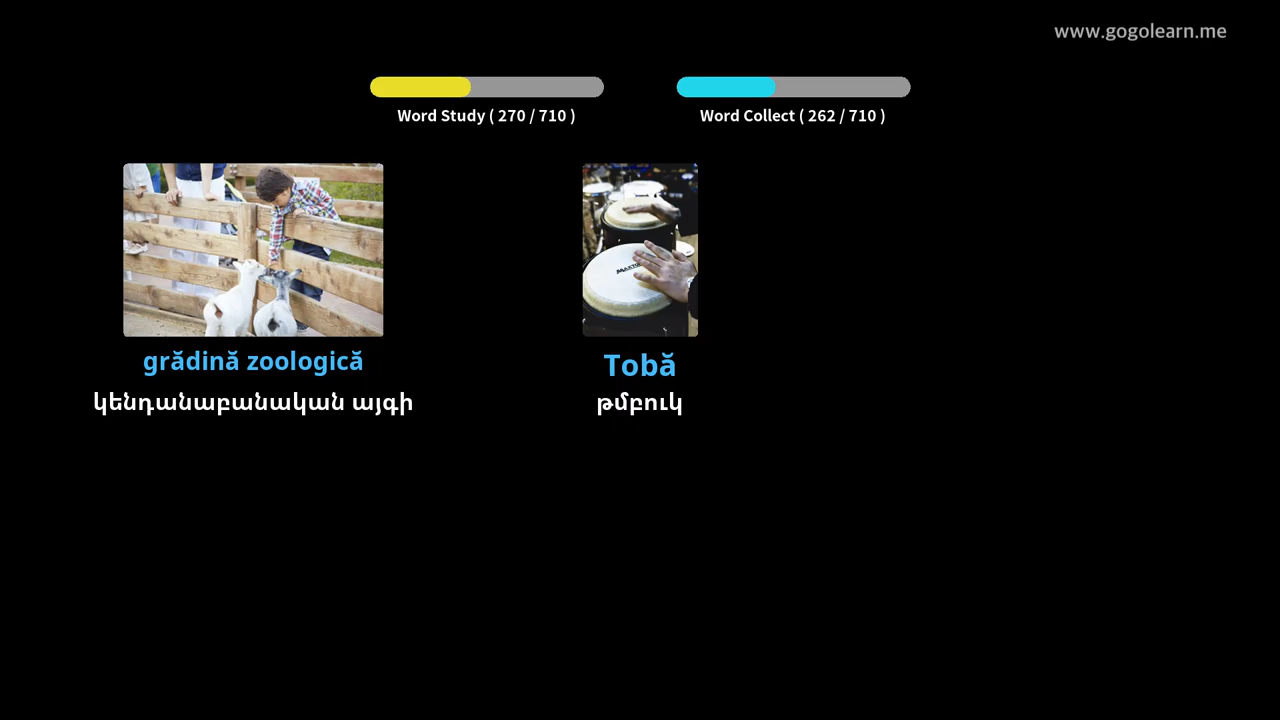 www.gogolearn.me
Word Study ( 270 / 710 )
Word Collect ( 262 / 710 )
grădină zoologică
կենդանաբանական այգի
Tobă
թմբուկ